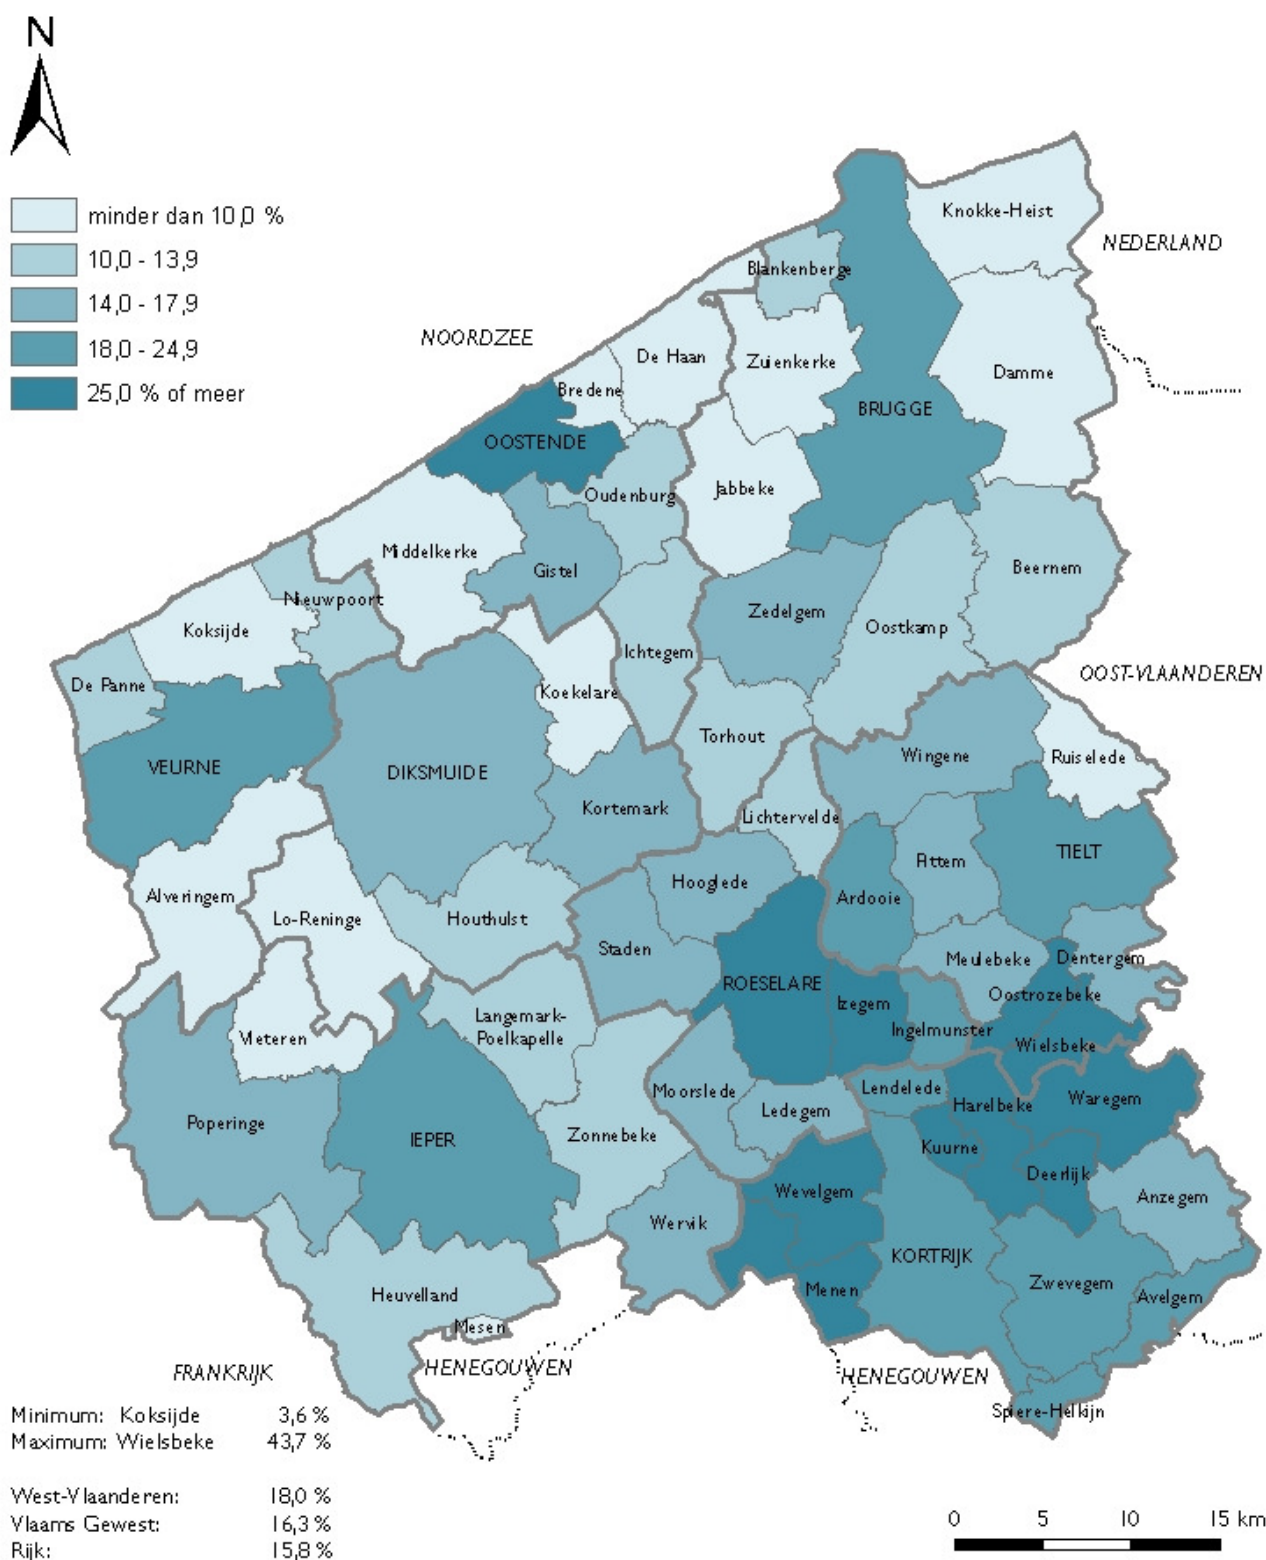 N
minder dan 10,0 %
10,0 - 13,9
14,0 - 17,9
18,0 - 24,9
25,0 % of meer
Knokke-Heist
NEDERLAND
Blankenberge
NOORDZEE
De Haan
Zuienkerke
Damme
Bredene
BRUGGE
OOSTENDE
Oudenburg
Jabbeke
Middelkerke
Gistel
Beernem
Nieuwpoort
Zedelgem
Koksijde
Oostkamp
Ichtegem
De Panne
Koekelare
OOST-VLAANDEREN
Torhout
Wingene
Ruiselede
VEURNE
DIKSMUIDE
Kortemark
Lichtervelde
Pittem
TIELT
Hooglede
Alveringem
Ardooie
Lo-Reninge
Houthulst
Staden
Meulebeke
Dentergem
ROESELARE
Izegem
Oostrozebeke
Langemark-
Poelkapelle
Ingelmunster
Vleteren
Wielsbeke
Moorslede
Lendelede
Waregem
Harelbeke
Ledegem
Poperinge
IEPER
Zonnebeke
Kuurne
Deerlijk
Wevelgem
Anzegem
Wervik
KORTRIJK
Zwevegem
Menen
Heuvelland
Avelgem
Mesen
FRANKRIJK
HENEGOUWEN
HENEGOUWEN
Spiere-Helkijn
Minimum: Koksijde 3,6 %
Maximum: Wielsbeke 43,7 %
West-Vlaanderen: 18,0 %
Vlaams Gewest: 16,3 %
Rijk: 15,8 %
0 5 10 15 km